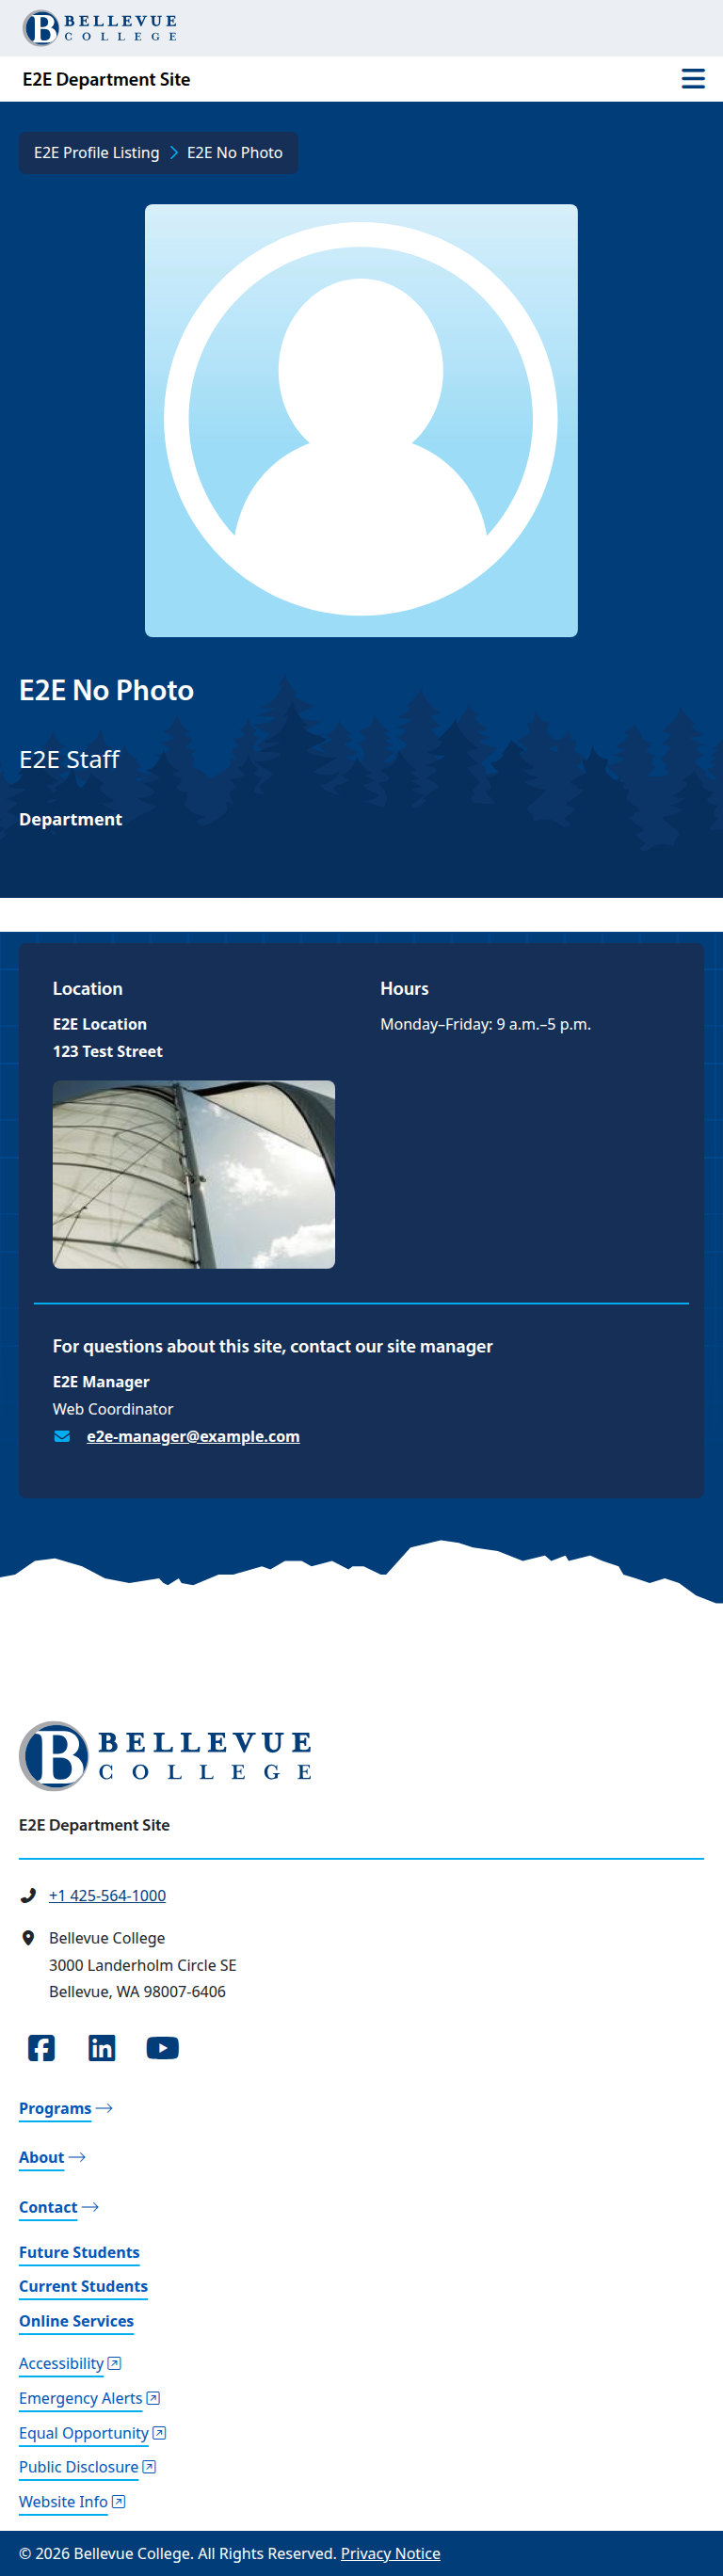 B BELLEVUE
COLLEGE
E2E Department Site
E2E Profile Listing E2E No Photo
E2E No Photo
E2E Staff
Department
Location
E2E Location
123 Test Street
Hours
Monday–Friday: 9 a.m.–5 p.m.
For questions about this site, contact our site manager
E2E Manager
Web Coordinator
e2e-manager@example.com
B BELLEVUE
COLLEGE
E2E Department Site
+1 425-564-1000
Bellevue College
3000 Landerholm Circle SE
Bellevue, WA 98007-6406
Programs
About
Contact
Future Students
Current Students
Online Services
Accessibility
Emergency Alerts
Equal Opportunity
Public Disclosure
Website Info
© 2026 Bellevue College. All Rights Reserved. Privacy Notice